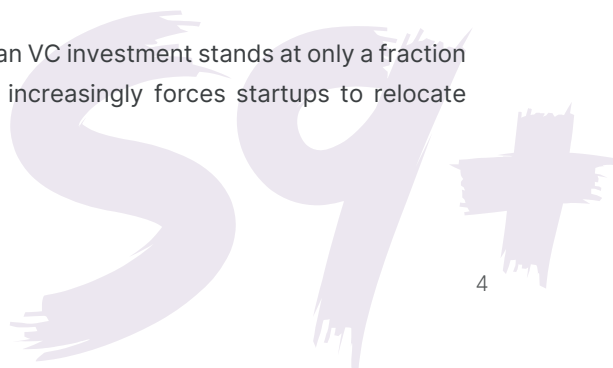 an VC investment stands at only a fraction
increasingly forces startups to relocate
S9+
4